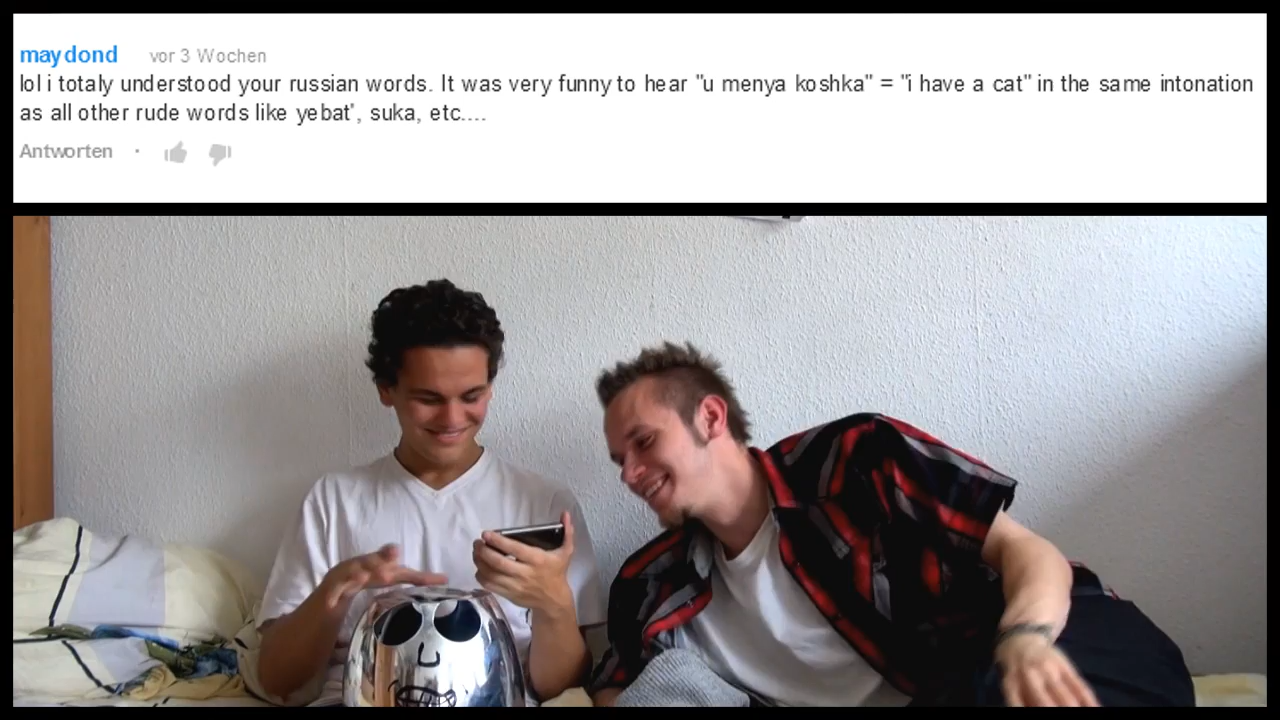 maydond vor 3 Wochen
lol i totaly understood your russian words. It was very funny to hear "u menya koshka" = "i have a cat" in the same intonation
as all other rude words like yebat', suka, etc....
Antworten ·